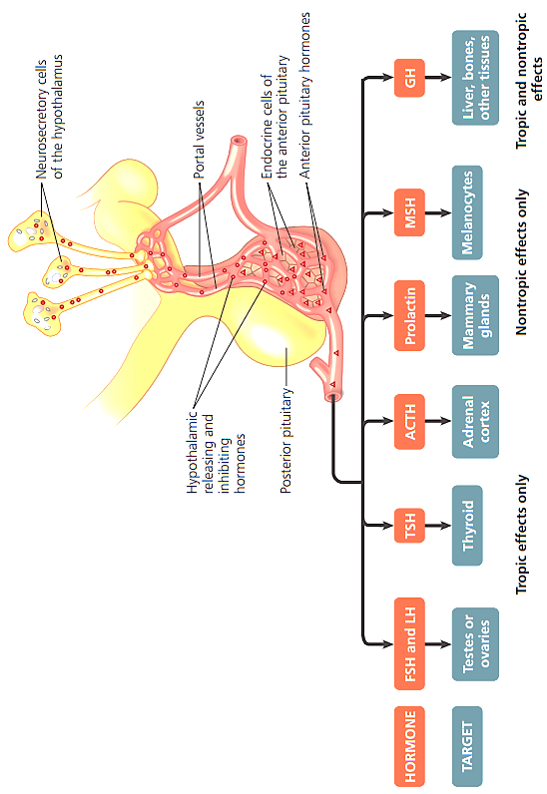 Neurosecretory cells
of the hypothalamus
Portal vessels
Hypothalamic
releasing and
inhibiting
hormones
Endocrine cells of
the anterior pituitary
Posterior pituitary
Anterior pituitary hormones
HORMONE
FSH and LH
TSH
ACTH
Prolactin
MSH
GH
TARGET
Testes or
ovaries
Thyroid
Adrenal
cortex
Mammary
glands
Melanocytes
Liver, bones,
other tissues
Tropic effects only
Nontropic effects only
Tropic and nontropic
effects